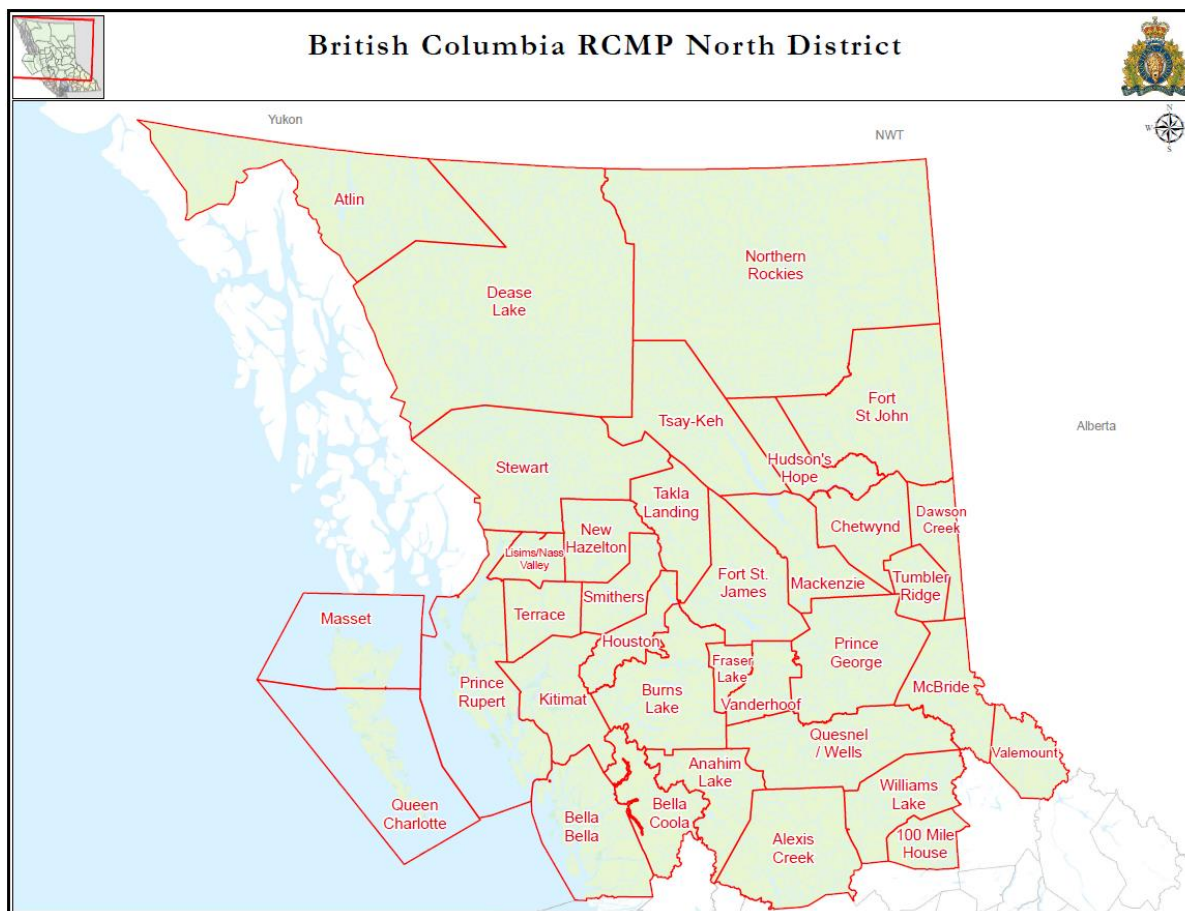 British Columbia RCMP North District
N
W
S
Yukon
NWT
Atlin
Northern
Rockies
Dease
Lake
Fort
St John
Tsay-Keh
Alberta
Stewart
Hudson's
Hope
Takla
Landing
New
Hazelton
Chetwynd
Dawson
Creek
Lisims/Nass
Valley
Fort St.
James
Mackenzie
Tumbler
Ridge
Smithers
Terrace
Masset
Houston
Prince
George
Fraser
Lake
Prince
Rupert
Kitimat
Burns
Lake
Vanderhoof
McBride
Quesnel
/ Wells
Valemount
Anahim
Lake
Williams
Lake
Queen
Charlotte
Bella
Bella
Bella
Coola
Alexis
Creek
100 Mile
House